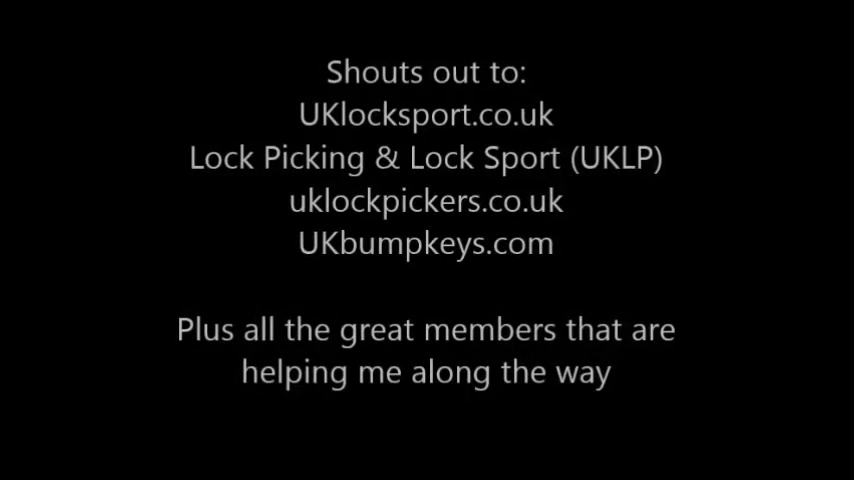 Shouts out to:
UKlocksport.co.uk
Lock Picking & Lock Sport (UKLP)
uklockpickers.co.uk
UKbumpkeys.com
Plus all the great members that are
helping me along the way